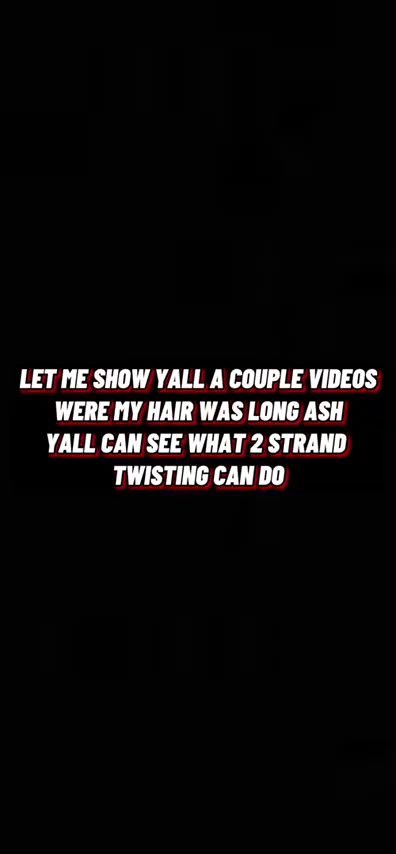 LET ME SHOW YALL A COUPLE VIDEOS
WERE MY HAIR WAS LONG ASH
YALL CAN SEE WHAT 2 STRAND
TWISTING CAN DO